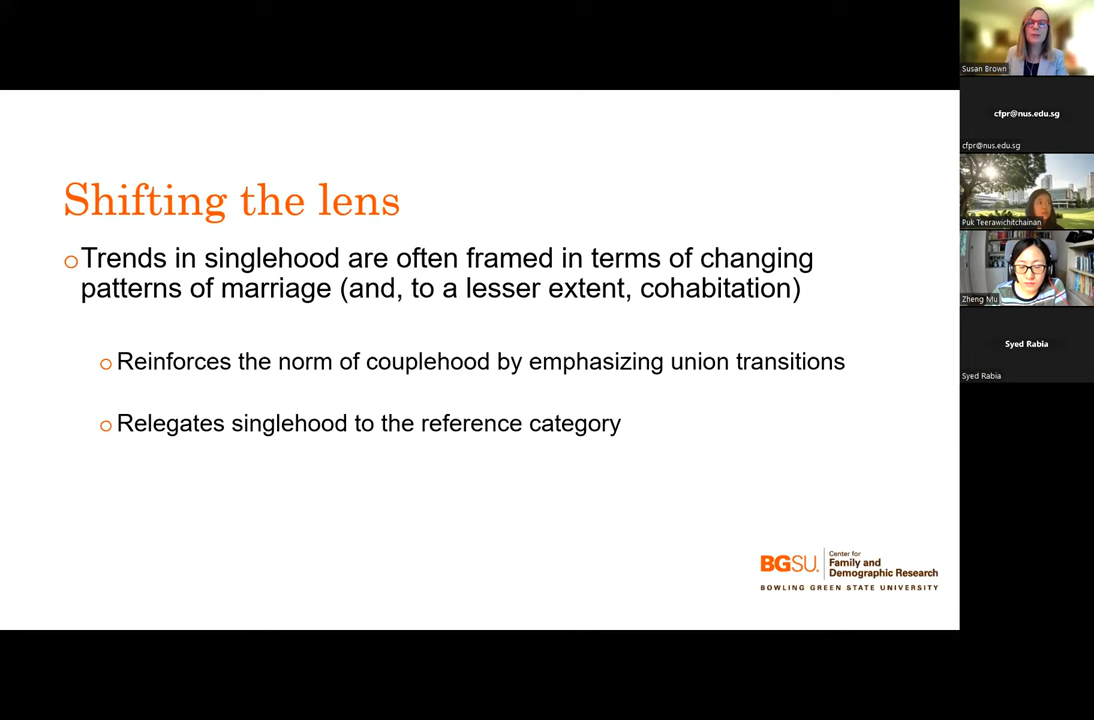 Shifting the lens
Trends in singlehood are often framed in terms of changing
patterns of marriage (and, to a lesser extent, cohabitation)
Reinforces the norm of couplehood by emphasizing union transitions
Relegates singlehood to the reference category
BGSU.
Center for
Family and
Demographic Research
BOWLING GREEN STATE UNIVERSITY
Susan Brown
cfpr@nus.edu.sg
cfpr@nus.edu.sg
Puk Teerawichitchainan
Zheng Mu
Syed Rabia
Syed Rabia